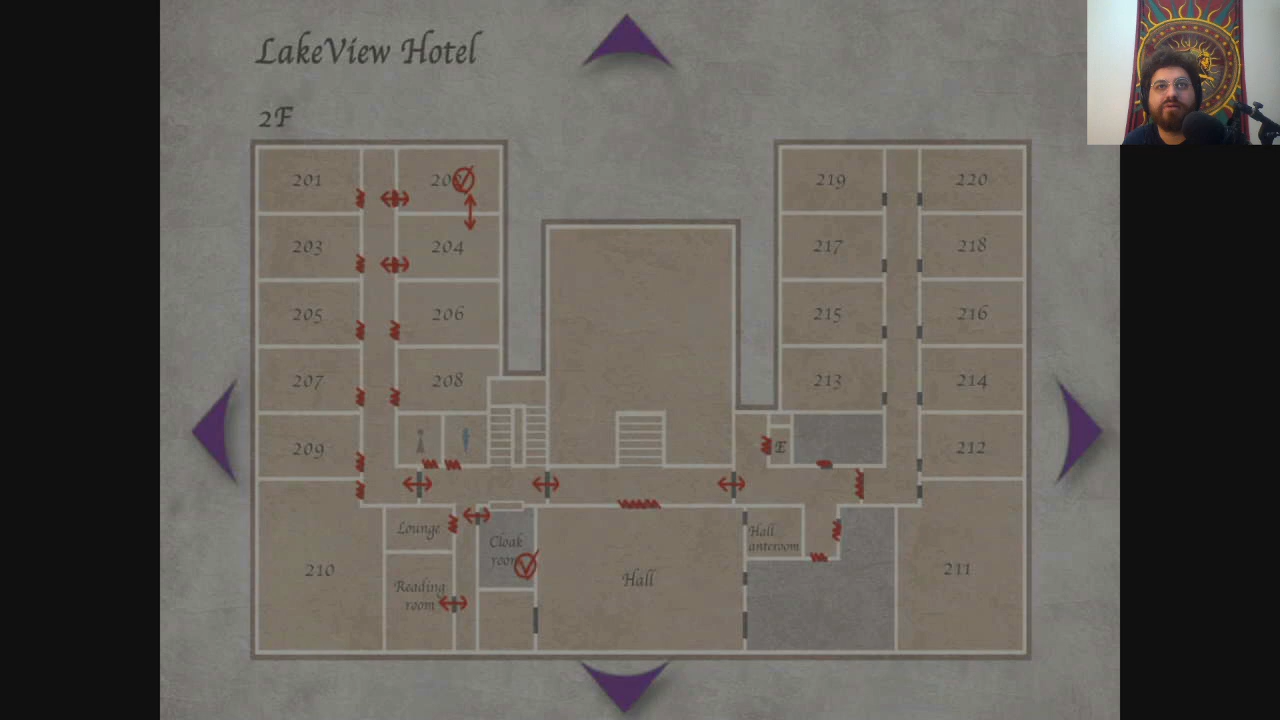 LakeView Hotel
2F
201
219
220
203
204
217
218
205
206
215
216
207
208
213
214
209
E
212
Lounge
Cloak
room
Hall
anteroom
210
Reading
room
Hall
211